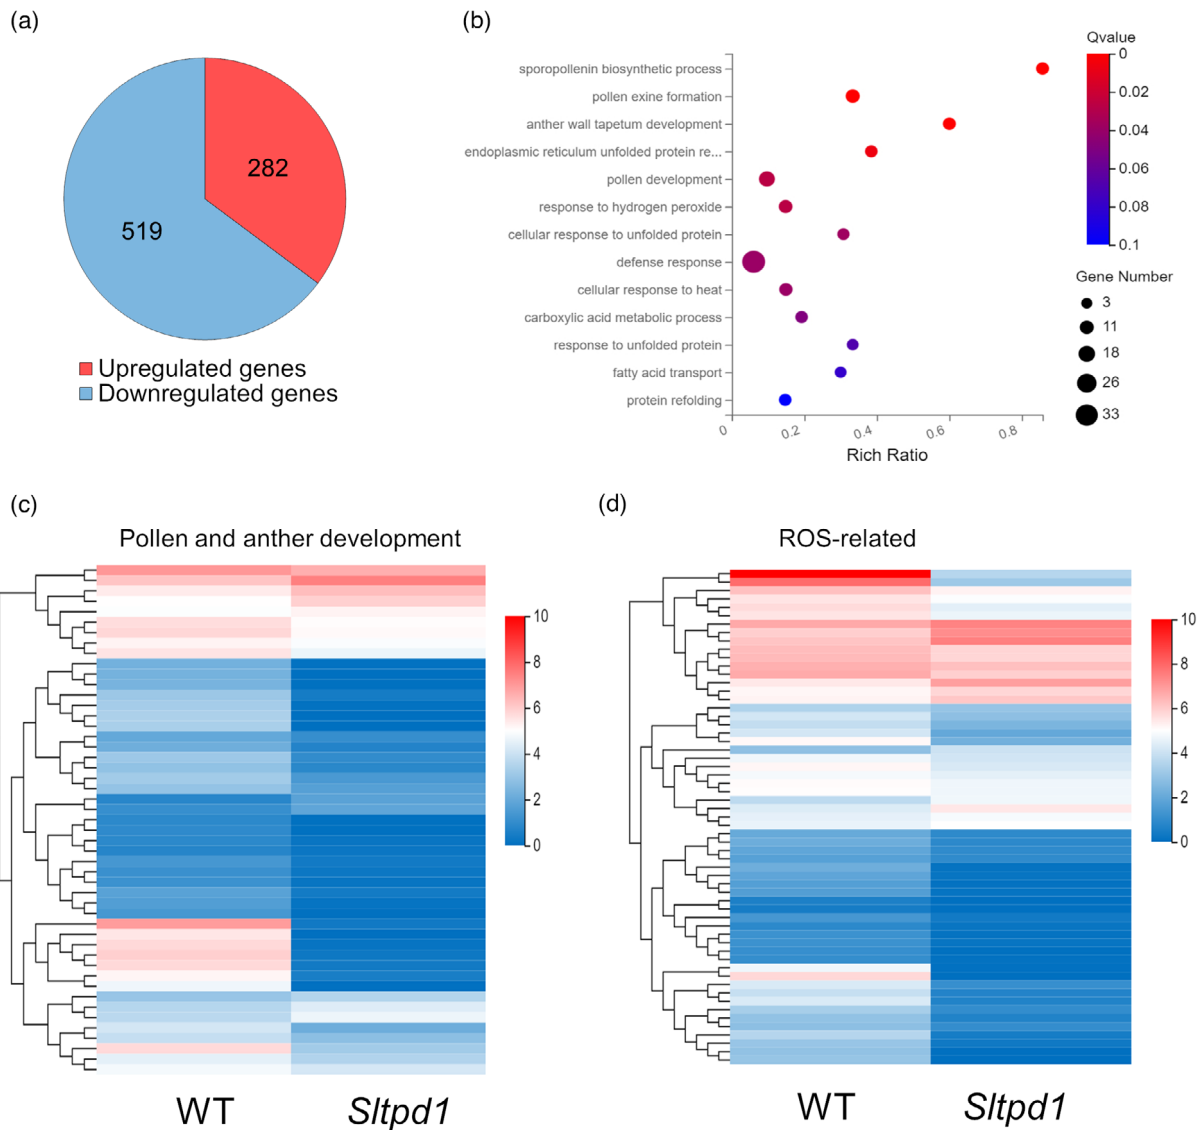 (a)
282
519
Upregulated genes
Downregulated genes
(b)
sporopollenin biosynthetic process
pollen exine formation
anther wall tapetum development
endoplasmic reticulum unfolded protein re...
pollen development
response to hydrogen peroxide
cellular response to unfolded protein
defense response
cellular response to heat
carboxylic acid metabolic process
response to unfolded protein
fatty acid transport
protein refolding
0
0.2
0.4
0.6
0.8
Rich Ratio
Qvalue
0
0.02
0.04
0.06
0.08
0.1
Gene Number
3
11
18
26
33
(c)
Pollen and anther development
10
8
6
4
2
0
WT
Sltpd1
(d)
ROS-related
10
8
6
4
2
0
WT
Sltpd1